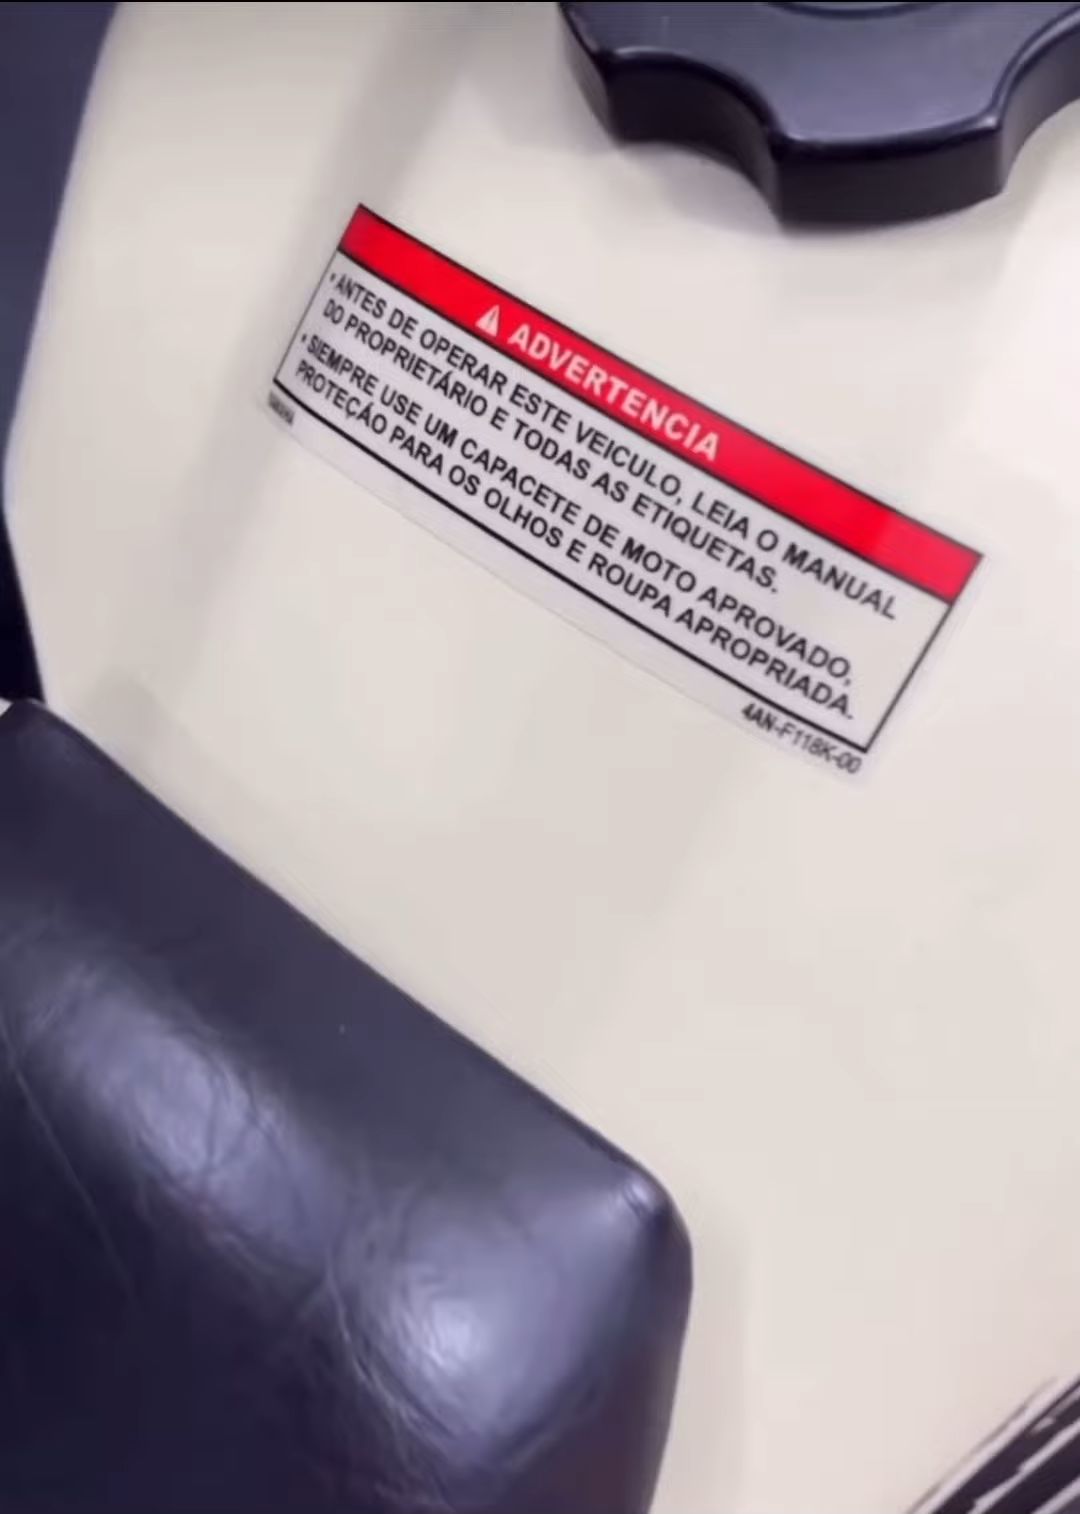 ADVERTENCIA
• ANTES DE OPERAR ESTE VEICULO, LEIA O MANUAL
DO PROPRIETÁRIO E TODAS AS ETIQUETAS.
• SIEMPRE USE UM CAPACETE DE MOTO APROVADO,
PROTEÇÃO PARA OS OLHOS E ROUPA APROPRIADA.
4AN-F118K-00